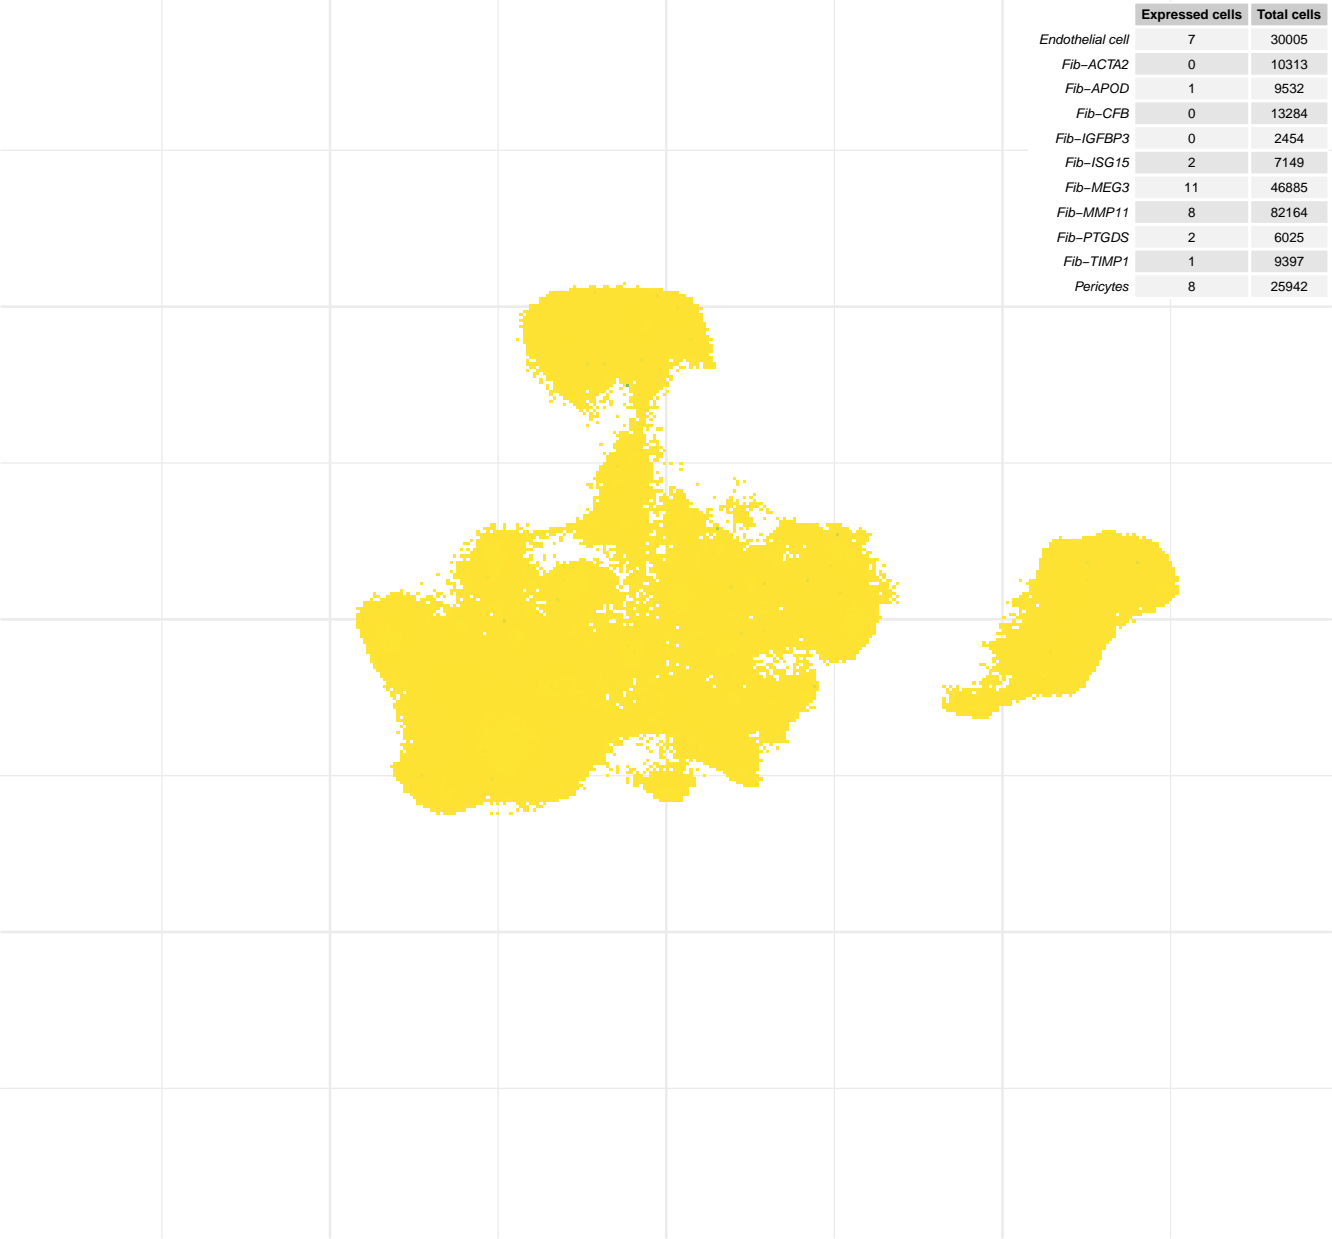 Expressed cells Total cells
Endothelial cell 7 30005
Fib−ACTA2 0 10313
Fib−APOD 1 9532
Fib−CFB 0 13284
Fib−IGFBP3 0 2454
Fib−ISG15 2 7149
Fib−MEG3 11 46885
Fib−MMP11 8 82164
Fib−PTGDS 2 6025
Fib−TIMP1 1 9397
Pericytes 8 25942